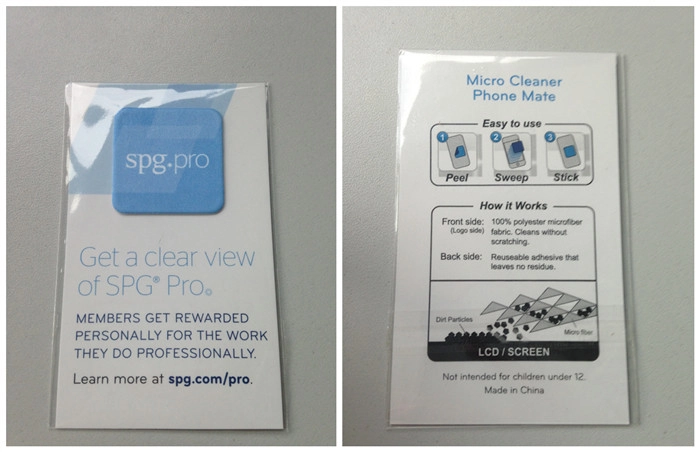 spg.pro
Get a clear view
of SPG® Pro.
MEMBERS GET REWARDED
PERSONALLY FOR THE WORK
THEY DO PROFESSIONALLY.
Learn more at spg.com/pro.
Micro Cleaner
Phone Mate
Easy to use
1 2 3
Peel Sweep Stick
How it Works
Front side: 100% polyester microfiber
(Logo side) fabric. Cleans without
scratching.
Back side: Reuseable adhesive that
leaves no residue.
Dirt Particles
Micro fiber
LCD / SCREEN
Not intended for children under 12.
Made in China